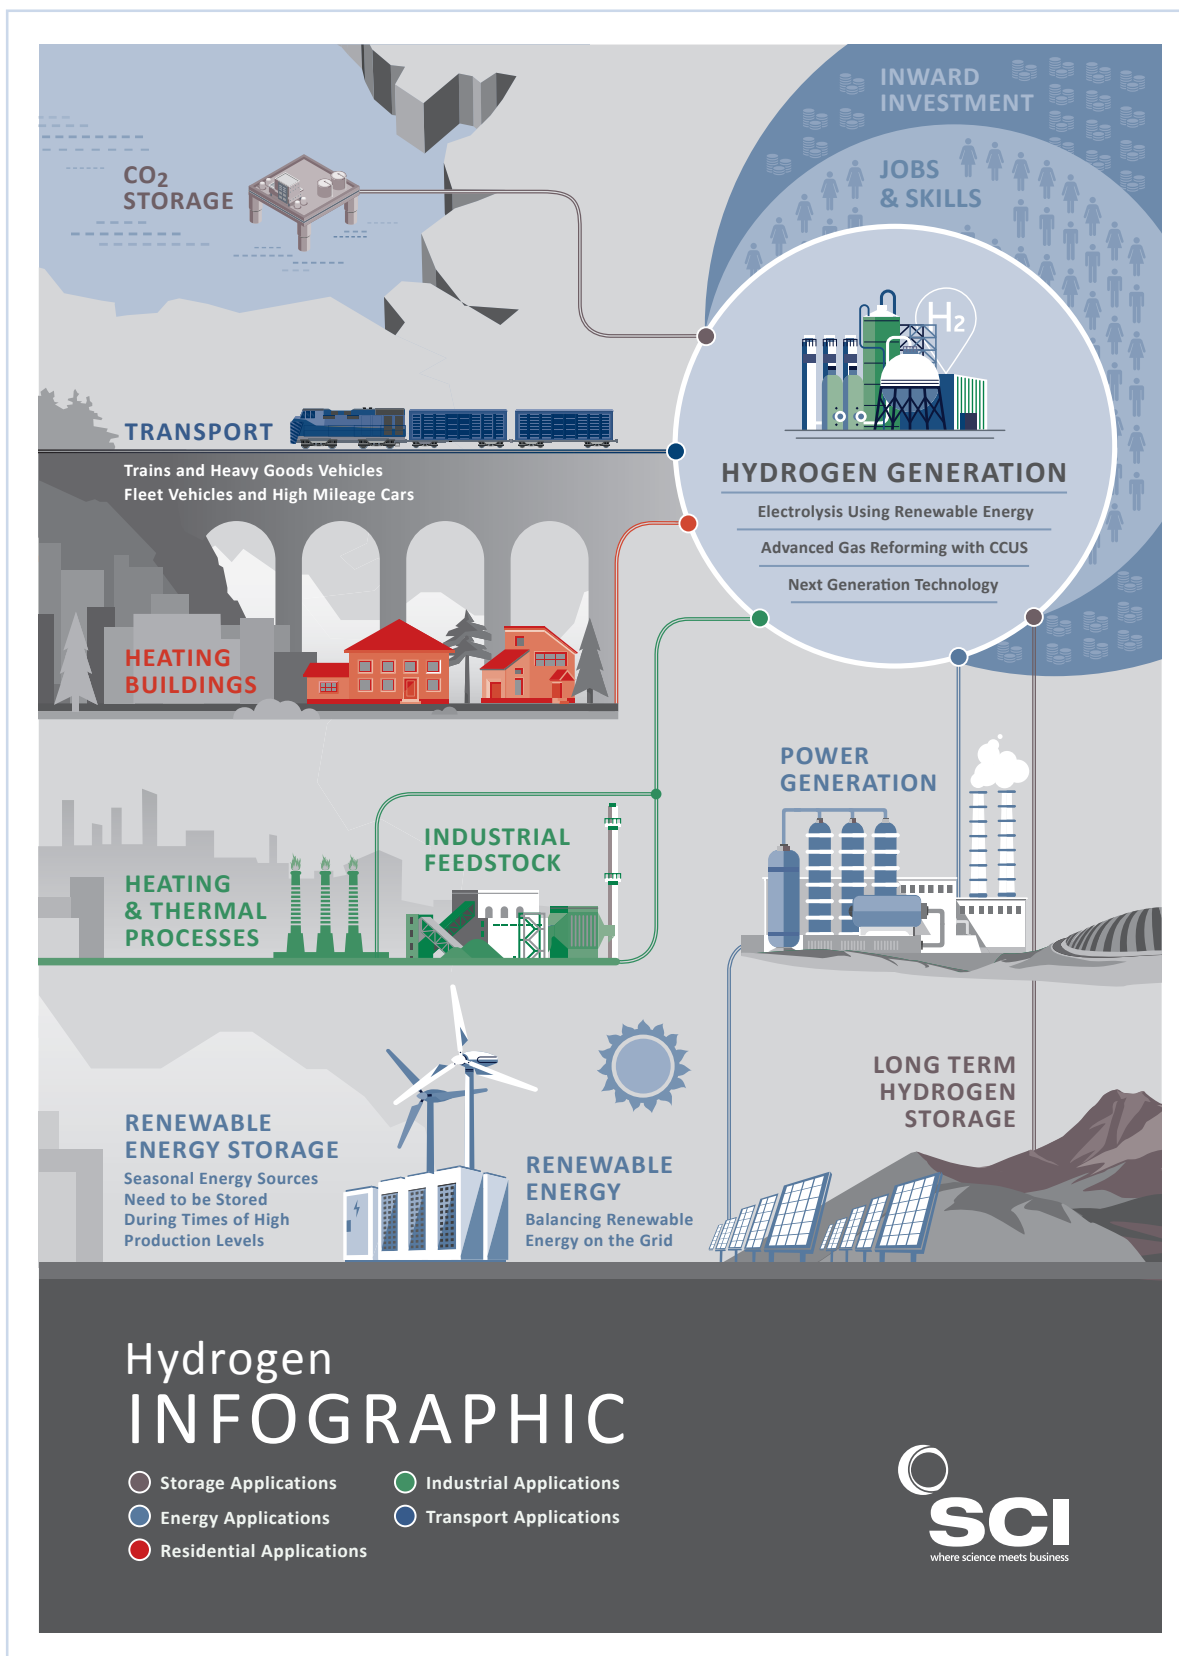 INWARD
INVESTMENT
JOBS
& SKILLS
CO2
STORAGE
H2
TRANSPORT
Trains and Heavy Goods Vehicles
Fleet Vehicles and High Mileage Cars
HYDROGEN GENERATION
Electrolysis Using Renewable Energy
Advanced Gas Reforming with CCUS
Next Generation Technology
HEATING
BUILDINGS
POWER
GENERATION
INDUSTRIAL
FEEDSTOCK
HEATING
& THERMAL
PROCESSES
LONG TERM
HYDROGEN
STORAGE
RENEWABLE
ENERGY STORAGE
Seasonal Energy Sources
Need to be Stored
During Times of High
Production Levels
RENEWABLE
ENERGY
Balancing Renewable
Energy on the Grid
Hydrogen
INFOGRAPHIC
Storage Applications
Energy Applications
Residential Applications
Industrial Applications
Transport Applications
SCI
where science meets business